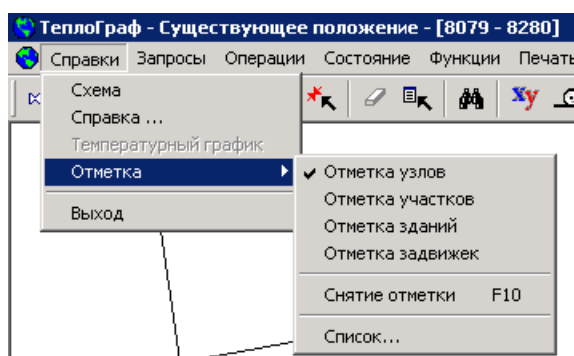 ТеплоГраф - Существующее положение - [8079 - 8280]
Справки Запросы Операции Состояние Функции Печать
Xy
Схема
Справка ...
Температурный график
Отметка
Выход
Отметка узлов
Отметка участков
Отметка зданий
Отметка задвижек
Снятие отметки F10
Список...